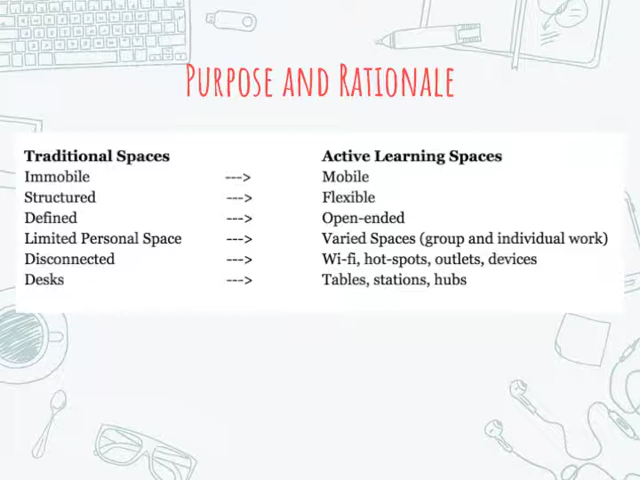 Purpose and Rationale
Traditional Spaces Active Learning Spaces
Immobile ---> Mobile
Structured ---> Flexible
Defined ---> Open-ended
Limited Personal Space ---> Varied Spaces (group and individual work)
Disconnected ---> Wi-fi, hot-spots, outlets, devices
Desks ---> Tables, stations, hubs